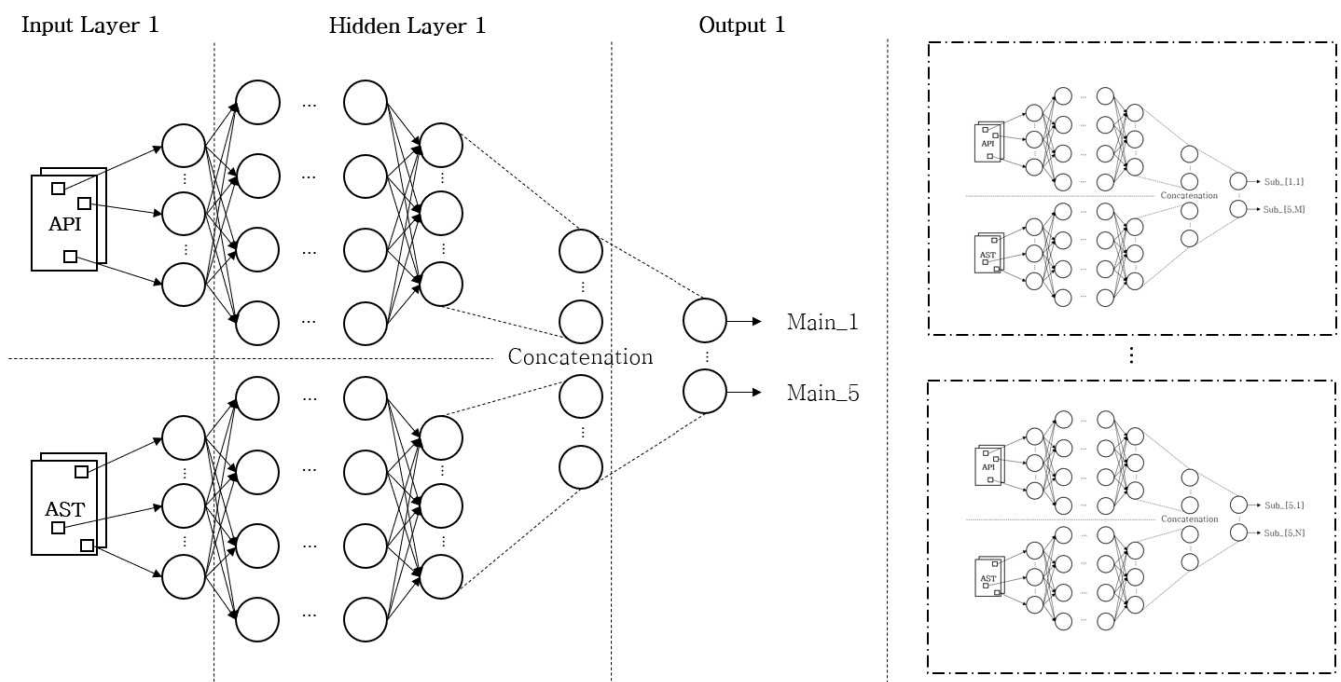 Input Layer 1
Hidden Layer 1
Output 1
API
...
...
Main_1
Concatenation
Main_5
AST
...
...
API
Sub_[1,1]
Concatenation
Sub_[5,M]
AST
API
Sub_[5,1]
Concatenation
Sub_[5,N]
AST